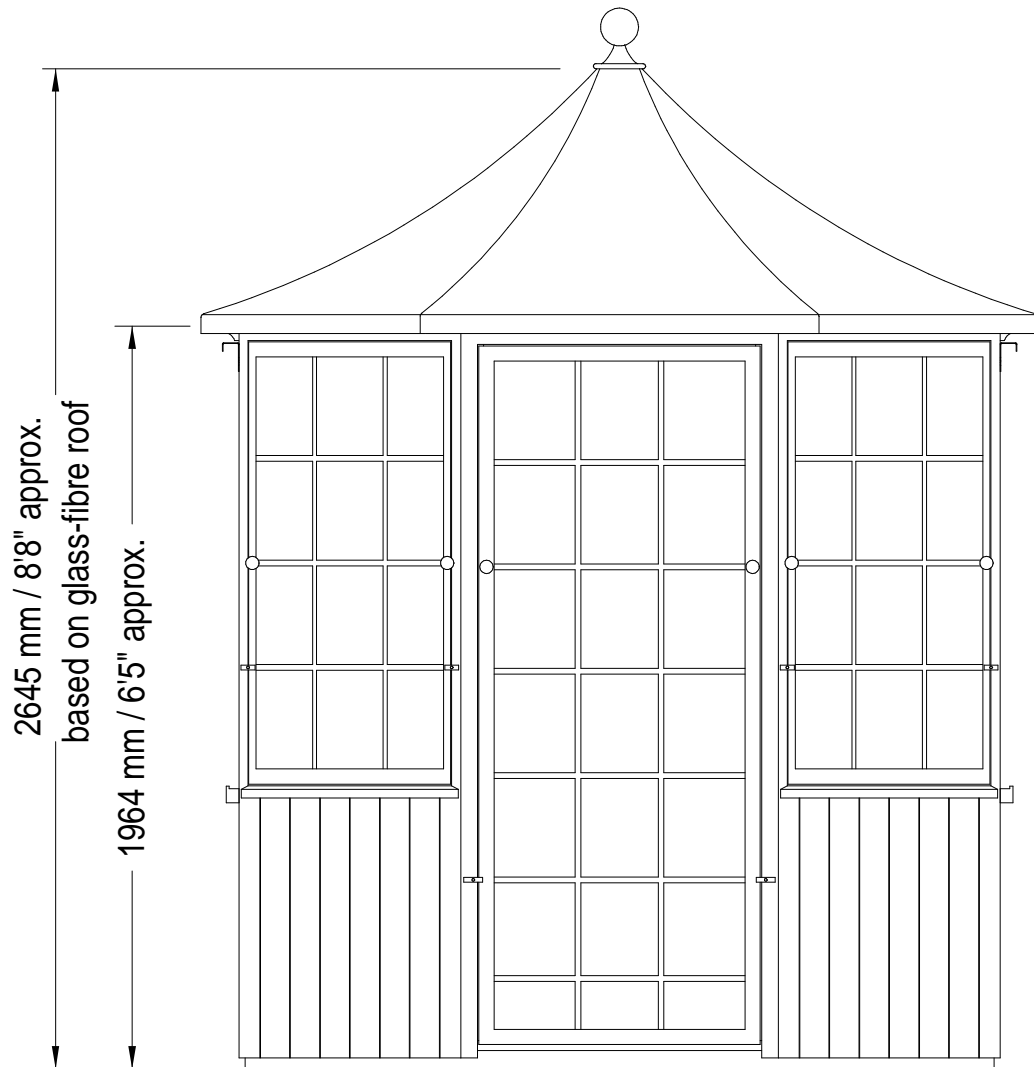 2645 mm / 8'8" approx.
based on glass-fibre roof
1964 mm / 6'5" approx.